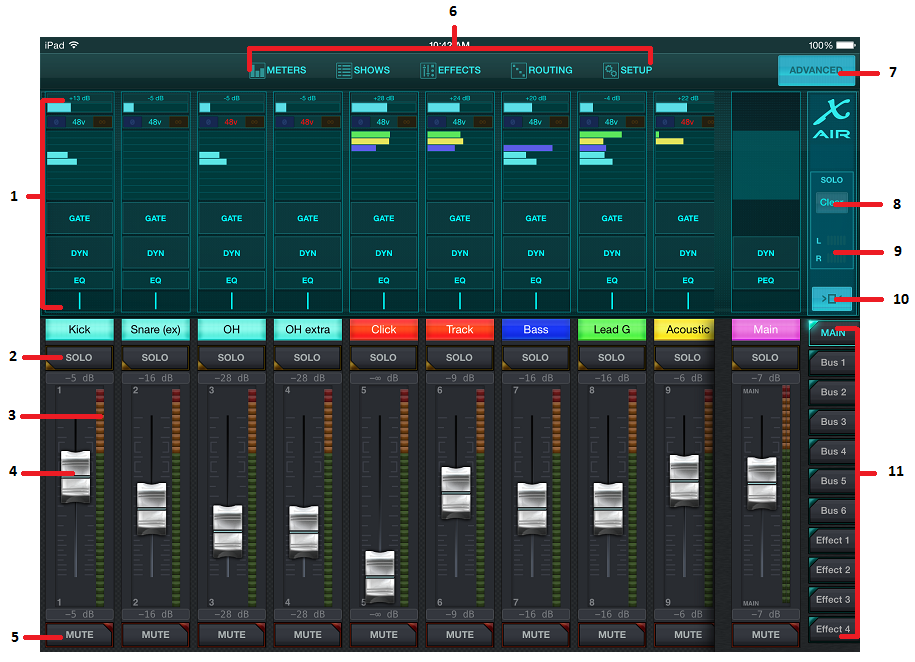 6
iPad 10:42 AM 100%
METERS SHOWS EFFECTS ROUTING SETUP ADVANCED 7
+13 dB -5 dB -5 dB -5 dB +28 dB +24 dB +20 dB -4 dB +22 dB
48v 48v 48v 48v 48v 48v 48v 48v 48v
X
AIR
SOLO
1 Clear 8
GATE GATE GATE GATE GATE GATE GATE GATE GATE
L
DYN DYN DYN DYN DYN DYN DYN DYN DYN DYN 9
R
EQ EQ EQ EQ EQ EQ EQ EQ EQ PEQ
10
Kick Snare (ex) OH OH extra Click Track Bass Lead G Acoustic Main MAIN
2 SOLO SOLO SOLO SOLO SOLO SOLO SOLO SOLO SOLO SOLO Bus 1
-5 dB -16 dB -28 dB -28 dB -∞ dB -9 dB -16 dB -16 dB -6 dB -7 dB
1 2 3 4 5 6 7 8 9 MAIN Bus 2
3 Bus 3
Bus 4
4 Bus 5 11
Bus 6
Effect 1
Effect 2
1 2 3 4 5 6 7 8 9 MAIN Effect 3
-5 dB -16 dB -28 dB -28 dB -∞ dB -9 dB -16 dB -16 dB -6 dB -7 dB
5 MUTE MUTE MUTE MUTE MUTE MUTE MUTE MUTE MUTE MUTE Effect 4